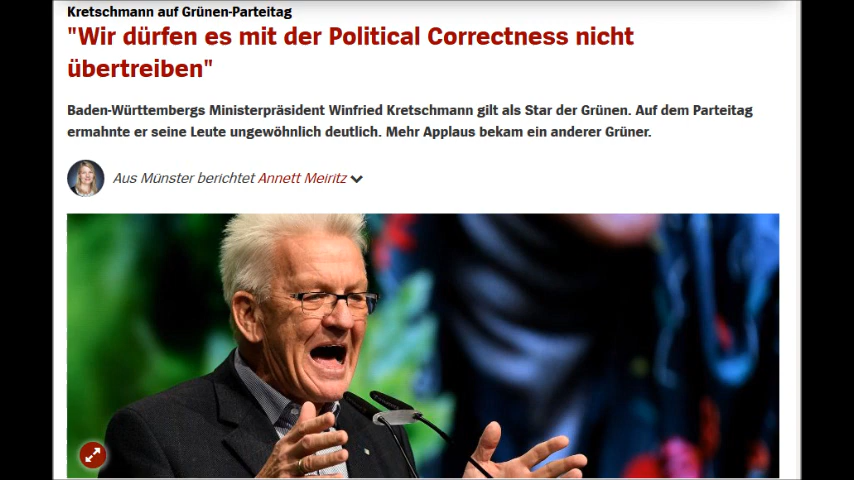 Kretschmann auf Grünen-Parteitag
"Wir dürfen es mit der Political Correctness nicht
übertreiben"
Baden-Württembergs Ministerpräsident Winfried Kretschmann gilt als Star der Grünen. Auf dem Parteitag
ermahnte er seine Leute ungewöhnlich deutlich. Mehr Applaus bekam ein anderer Grüner.
Aus Münster berichtet Annett Meiritz